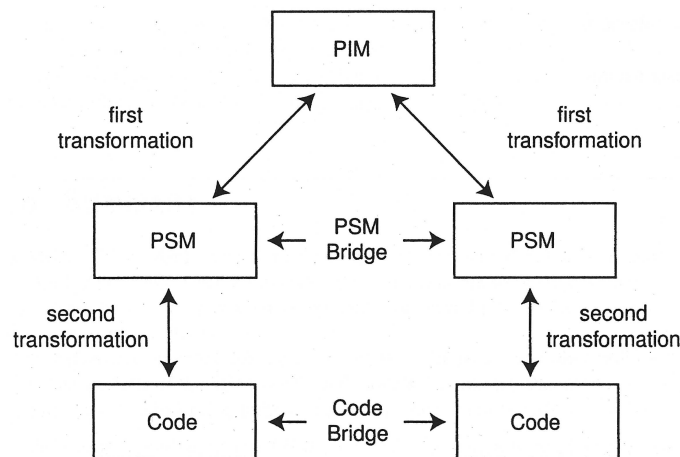 PIM
first
transformation
first
transformation
PSM
PSM
Bridge
PSM
second
transformation
second
transformation
Code
Code
Bridge
Code